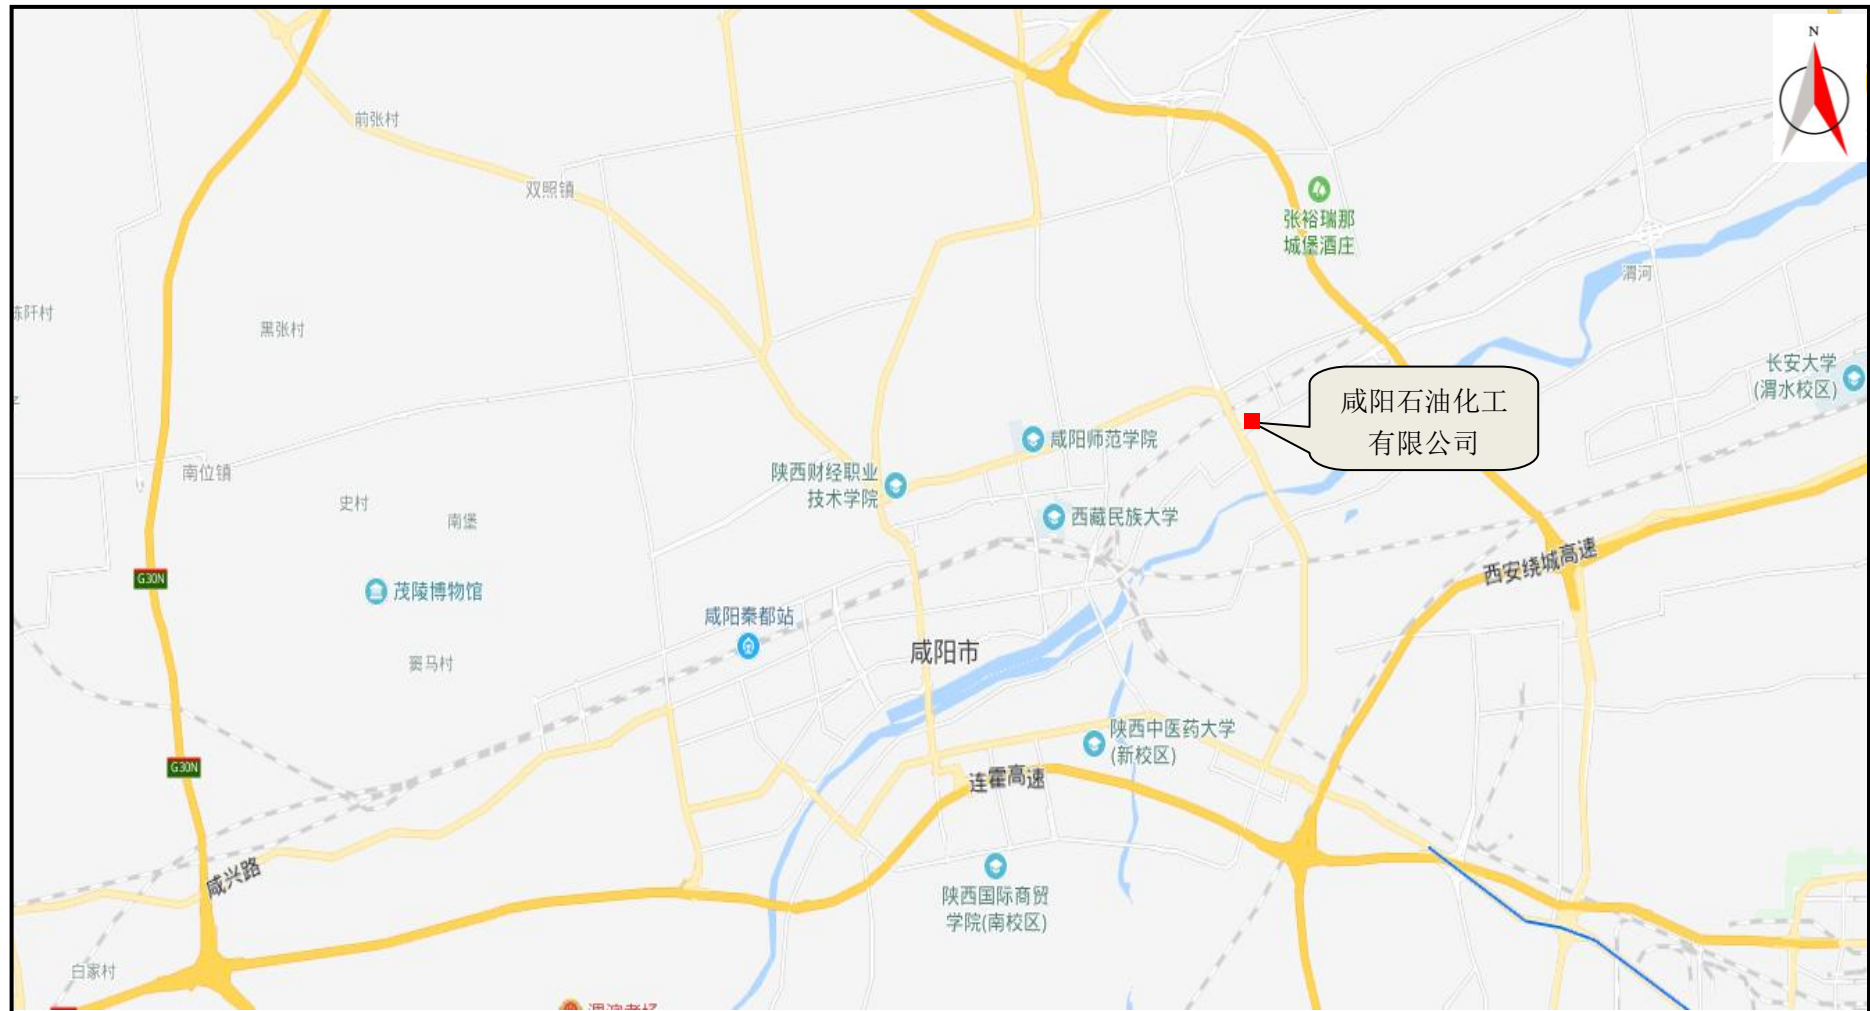 N
前张村
双照镇
张裕瑞那
城堡酒庄
渭河
陈阡村
黑张村
长安大学
(渭水校区)
咸阳石油化工
有限公司
咸阳师范学院
陕西财经职业
技术学院
南位镇
史村
南堡
西藏民族大学
西安绕城高速
G30N
茂陵博物馆
咸阳秦都站
咸阳市
窦马村
陕西中医药大学
(新校区)
G30N
连霍高速
咸兴路
陕西国际商贸
学院(南校区)
白家村